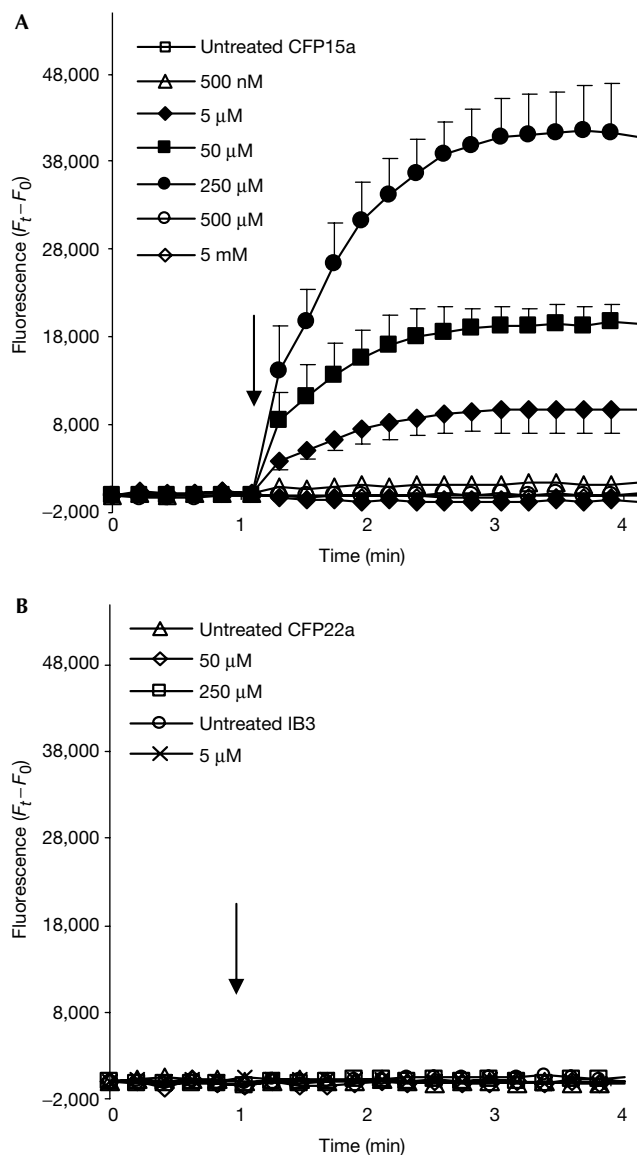 A
Untreated CFP15a
500 nM
5 μM
50 μM
250 μM
500 μM
5 mM
48,000
38,000
28,000
18,000
8,000
–2,000
Fluorescence (Ft – F0)
0
1
2
3
4
Time (min)
B
Untreated CFP22a
50 μM
250 μM
Untreated IB3
5 μM
48,000
38,000
28,000
18,000
8,000
–2,000
Fluorescence (Ft – F0)
0
1
2
3
4
Time (min)